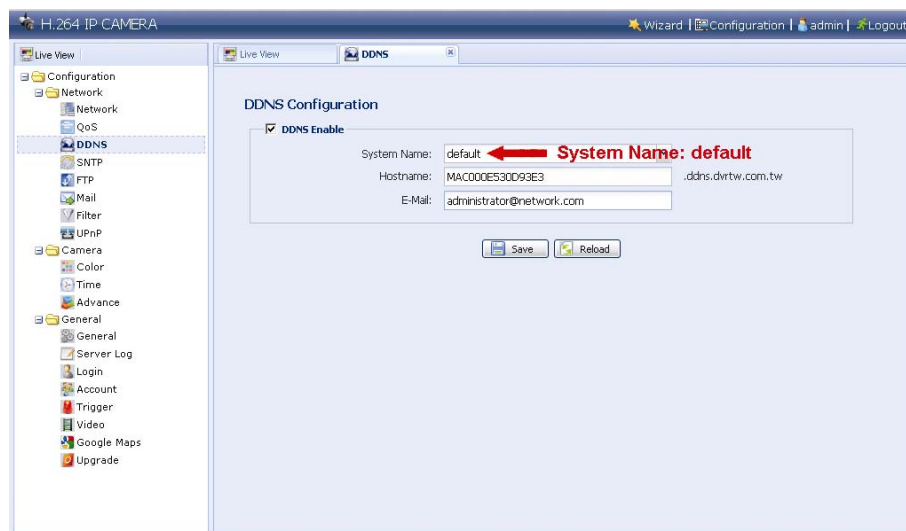 H.264 IP CAMERA
Wizard | Configuration | admin | Logout
Live View
Configuration
Network
Network
QoS
DDNS
SNTP
FTP
Mail
Filter
UPnP
Camera
Color
Time
Advance
General
General
Server Log
Login
Account
Trigger
Video
Google Maps
Upgrade
Live View DDNS
DDNS Configuration
DDNS Enable
System Name: default System Name: default
Hostname: MAC000E530D93E3 .ddns.dvrtw.com.tw
E-Mail: administrator@network.com
Save Reload